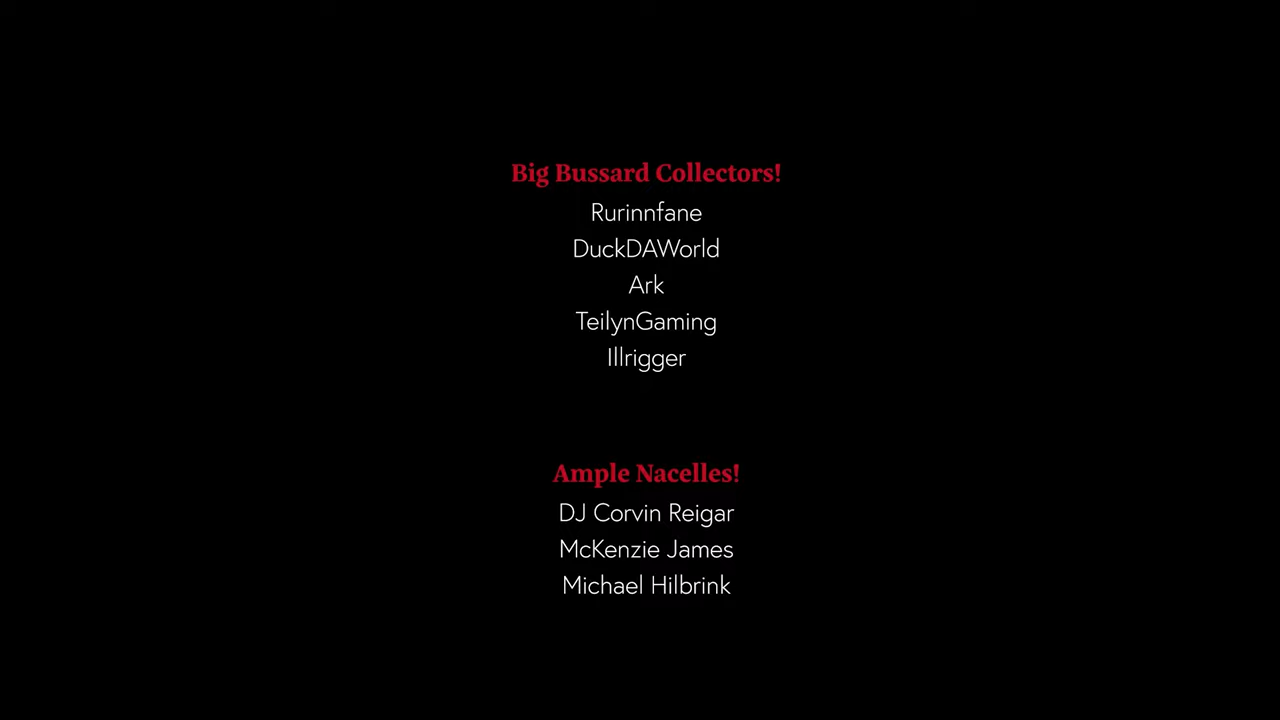 Big Bussard Collectors!
Rurinnfane
DuckDAWorld
Ark
TeilynGaming
Illrigger
Ample Nacelles!
DJ Corvin Reigar
McKenzie James
Michael Hilbrink